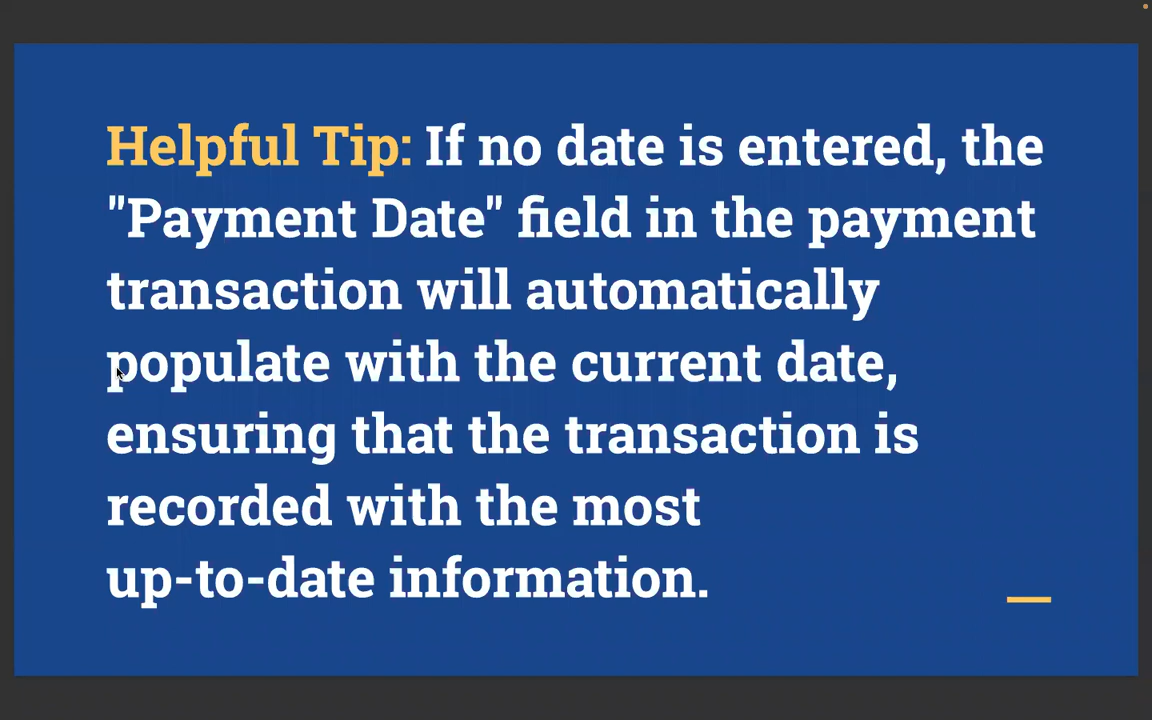 Helpful Tip: If no date is entered, the
"Payment Date" field in the payment
transaction will automatically
populate with the current date,
ensuring that the transaction is
recorded with the most
up-to-date information.